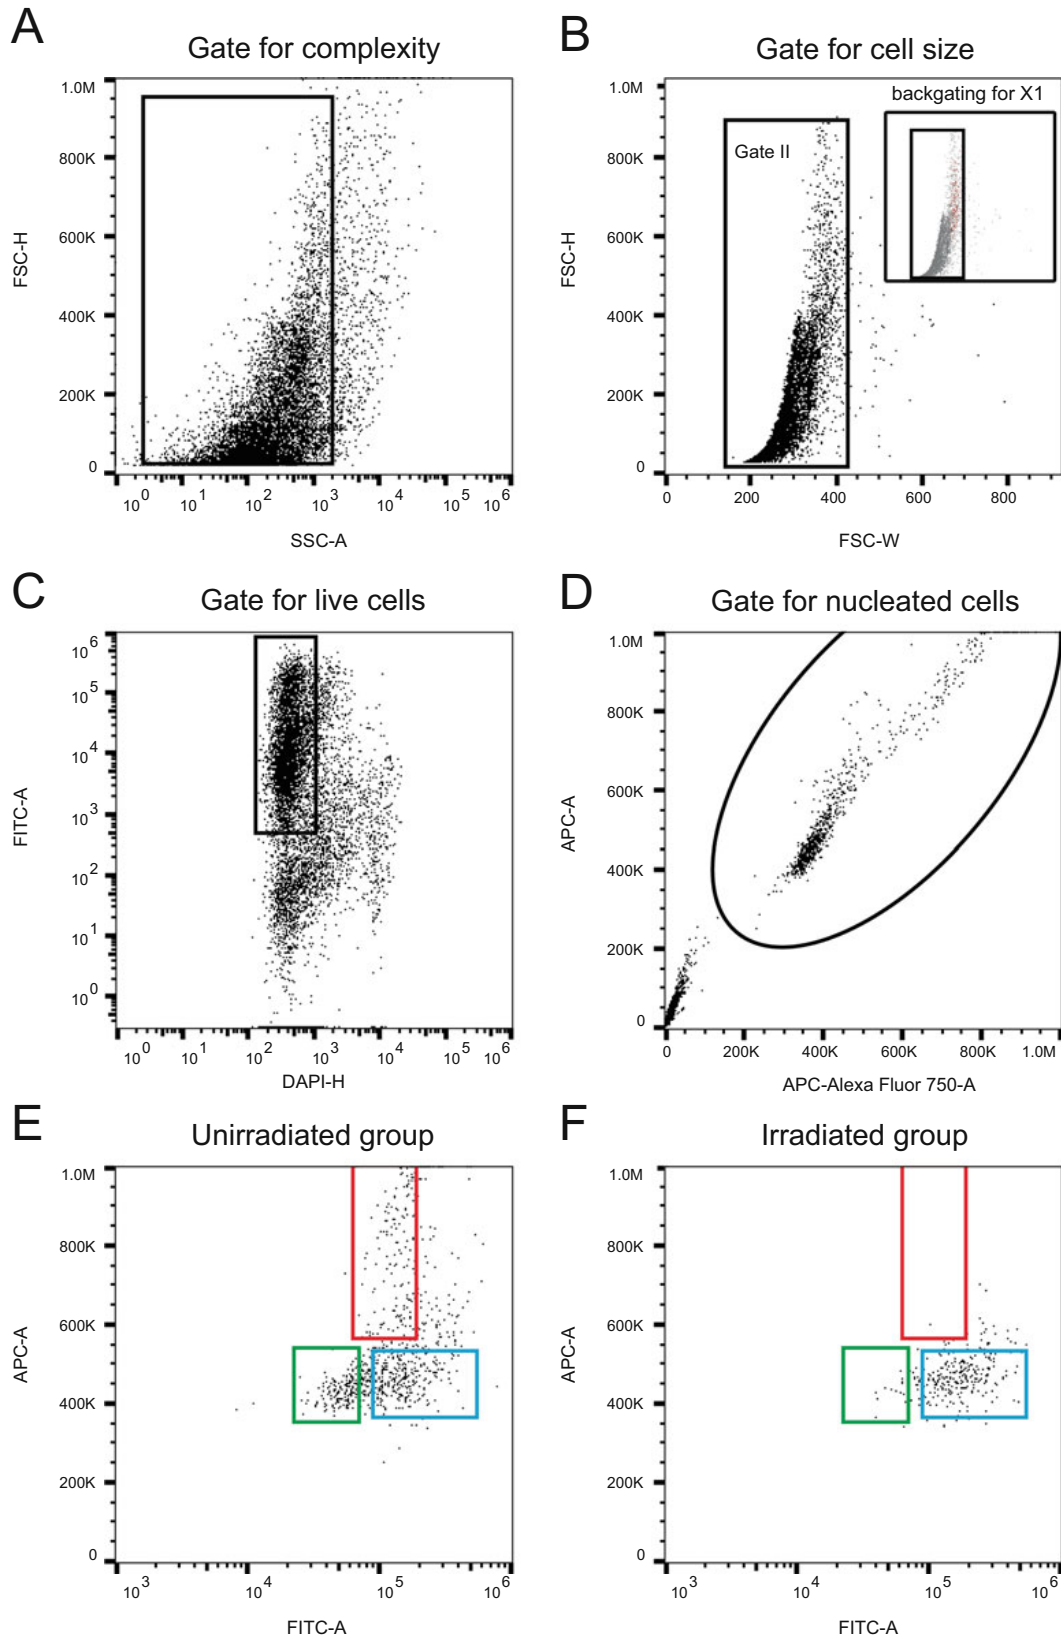 A
Gate for complexity
1.0M
800K
600K
400K
200K
0
FSC-H
10^0 10^1 10^2 10^3 10^4 10^5 10^6
SSC-A
B
Gate for cell size
backgating for X1
Gate II
1.0M
800K
600K
400K
200K
0
FSC-H
0 200 400 600 800
FSC-W
C
Gate for live cells
10^6
10^5
10^4
10^3
10^2
10^1
10^0
FITC-A
10^0 10^1 10^2 10^3 10^4 10^5 10^6
DAPI-H
D
Gate for nucleated cells
1.0M
800K
600K
400K
200K
0
APC-A
0 200K 400K 600K 800K 1.0M
APC-Alexa Fluor 750-A
E
Unirradiated group
1.0M
800K
600K
400K
200K
0
APC-A
10^3 10^4 10^5 10^6
FITC-A
F
Irradiated group
1.0M
800K
600K
400K
200K
0
APC-A
10^3 10^4 10^5 10^6
FITC-A